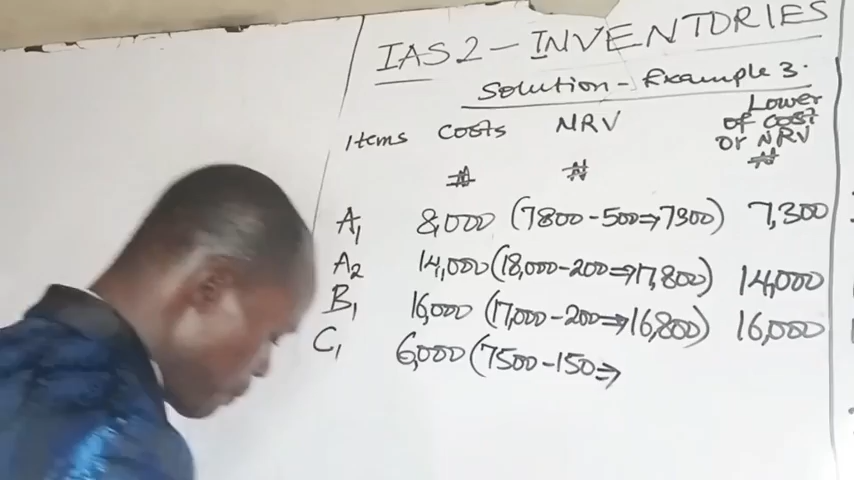 IAS 2 - INVENTORIES
Solution - Example 3.
Items Costs NRV Lower of cost or NRV
₦ ₦ ₦
A1 8,000 (7800-500⇒7300) 7,300
A2 14,000 (18,000-200⇒17,800) 14,000
B1 16,000 (17,000-200⇒16,800) 16,000
C1 6,000 (7500-150⇒